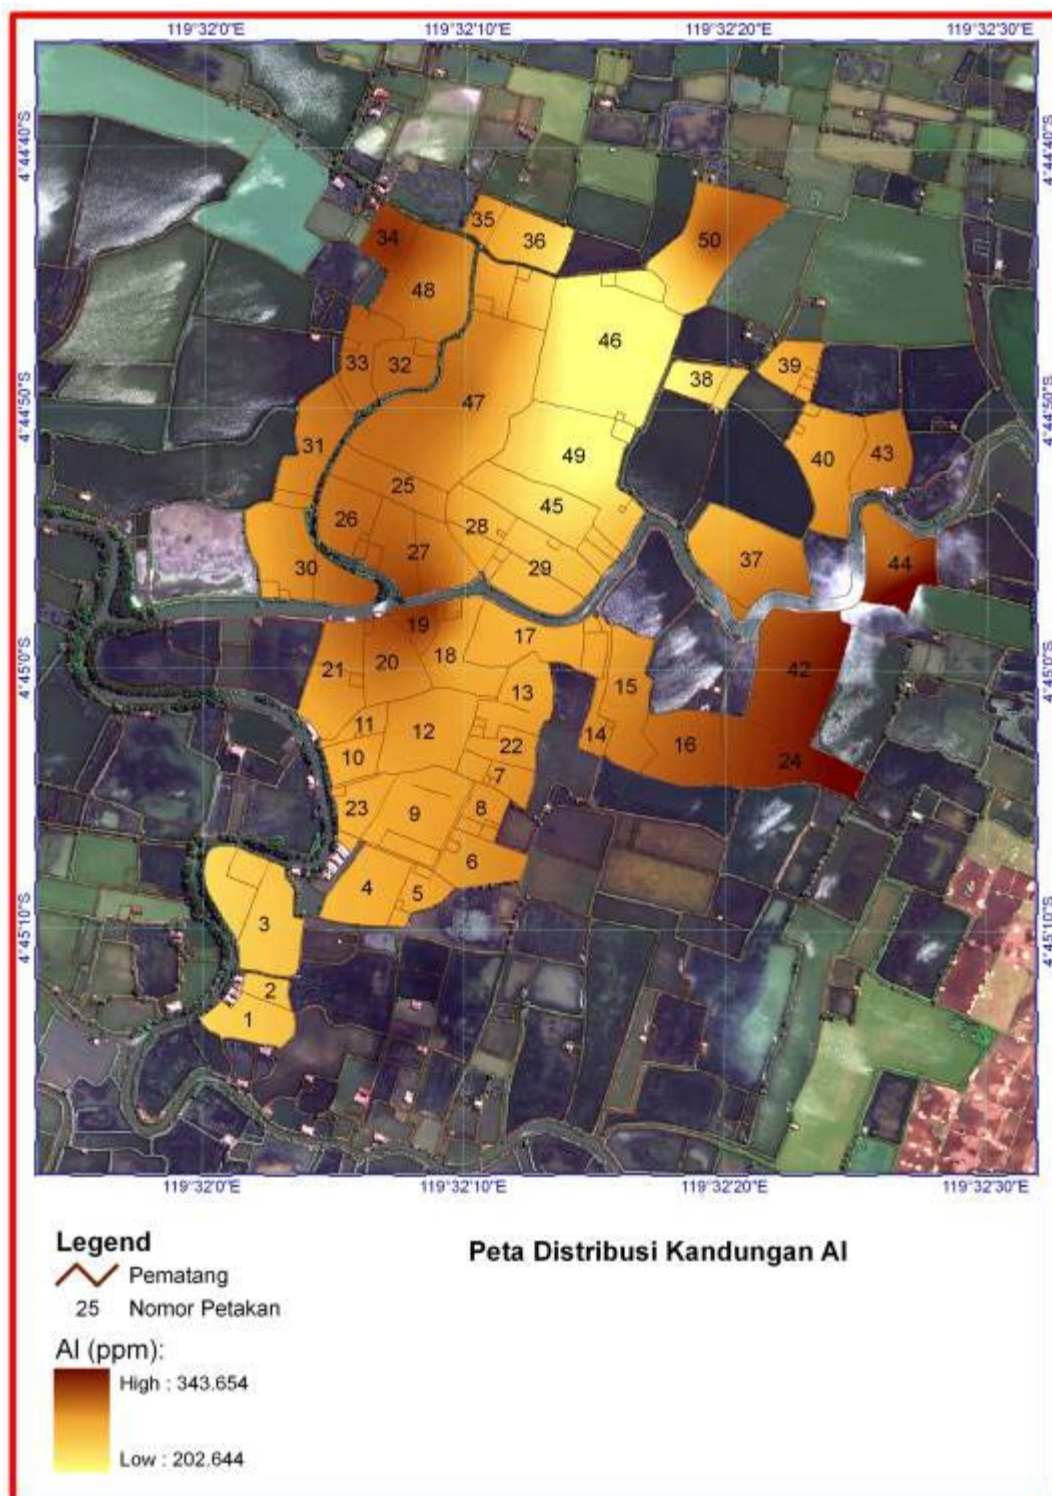 119°32'0"E 119°32'10"E 119°32'20"E 119°32'30"E
4°44'40"S 4°44'40"S
35
34 36 50
48
46
33 32 39
38
4°44'50"S 47 4°44'50"S
31 49 40 43
25
26 28 45
27 29 37 44
30
19 17
20 18
4°45'0"S 21 13 15 42 4°45'0"S
11 12 14 16
10 22 24
7
23 9 8
6
4 5
4°45'10"S 3 4°45'10"S
2
1
119°32'0"E 119°32'10"E 119°32'20"E 119°32'30"E
Legend
Peta Distribusi Kandungan Al
Pematang
25 Nomor Petakan
Al (ppm):
High : 343.654
Low : 202.644